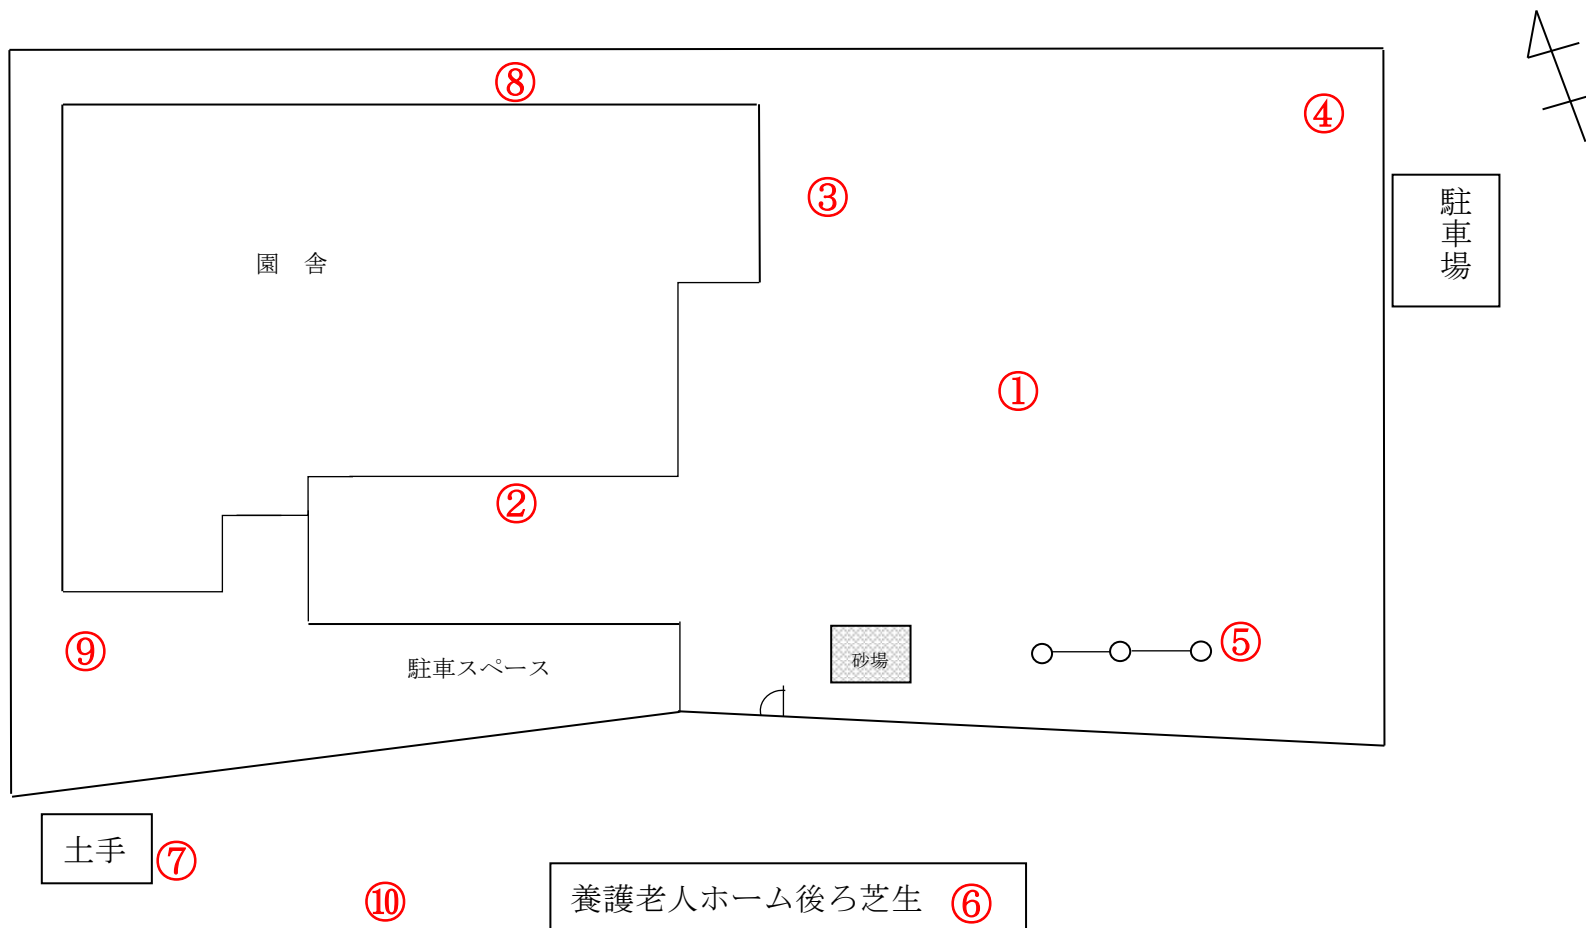 ⑧
④
③
駐車場
園　舎
①
②
⑤
⑨
砂場
駐車スペース
土手
⑦
⑩
養護老人ホーム後ろ芝生　⑥